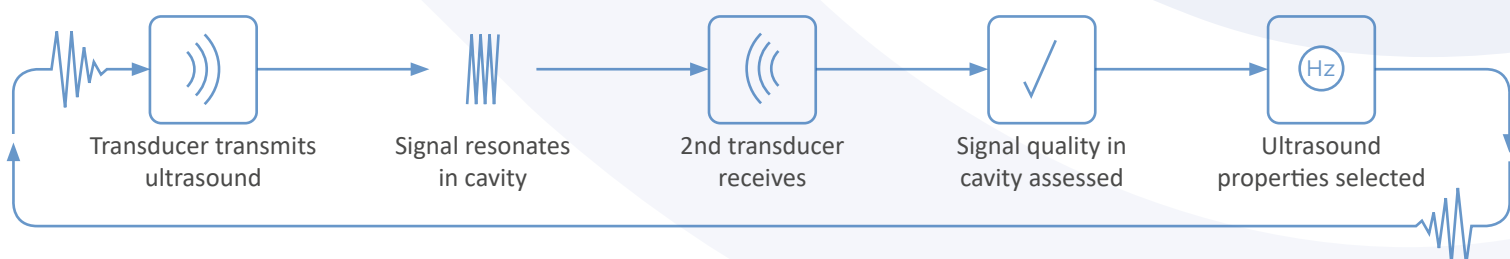 Hz
Transducer transmits
ultrasound
Signal resonates
in cavity
2nd transducer
receives
Signal quality in
cavity assessed
Ultrasound
properties selected